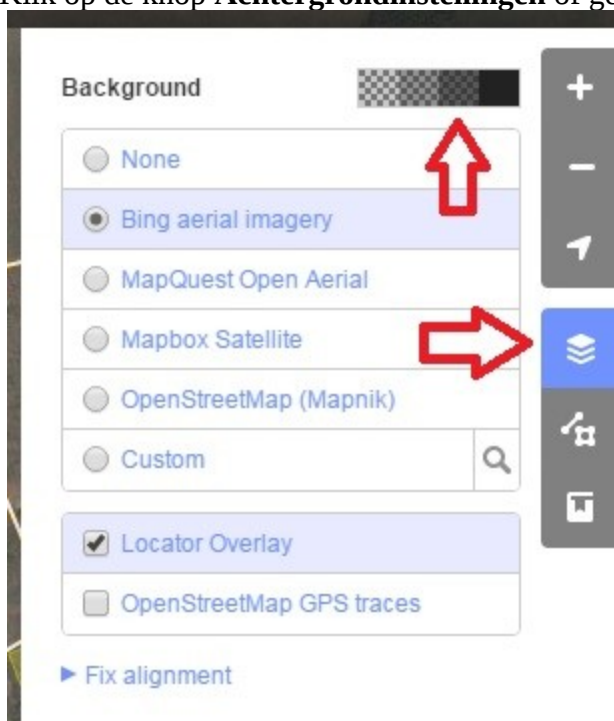 Klik op de knop Achtergrondinstellingen of ge
Background
None
Bing aerial imagery
MapQuest Open Aerial
Mapbox Satellite
OpenStreetMap (Mapnik)
Custom
Locator Overlay
OpenStreetMap GPS traces
Fix alignment